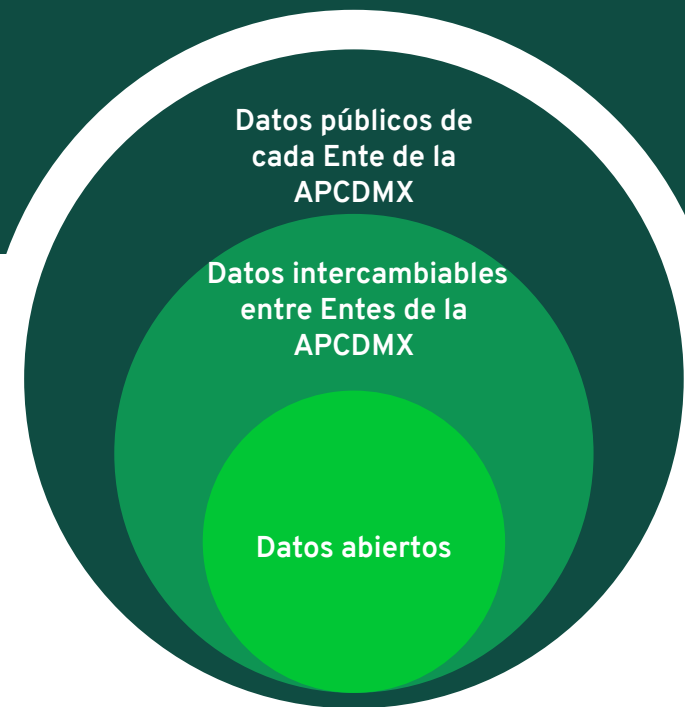 Datos públicos de
cada Ente de la
APCDMX
Datos intercambiables
entre Entes de la
APCDMX
Datos abiertos